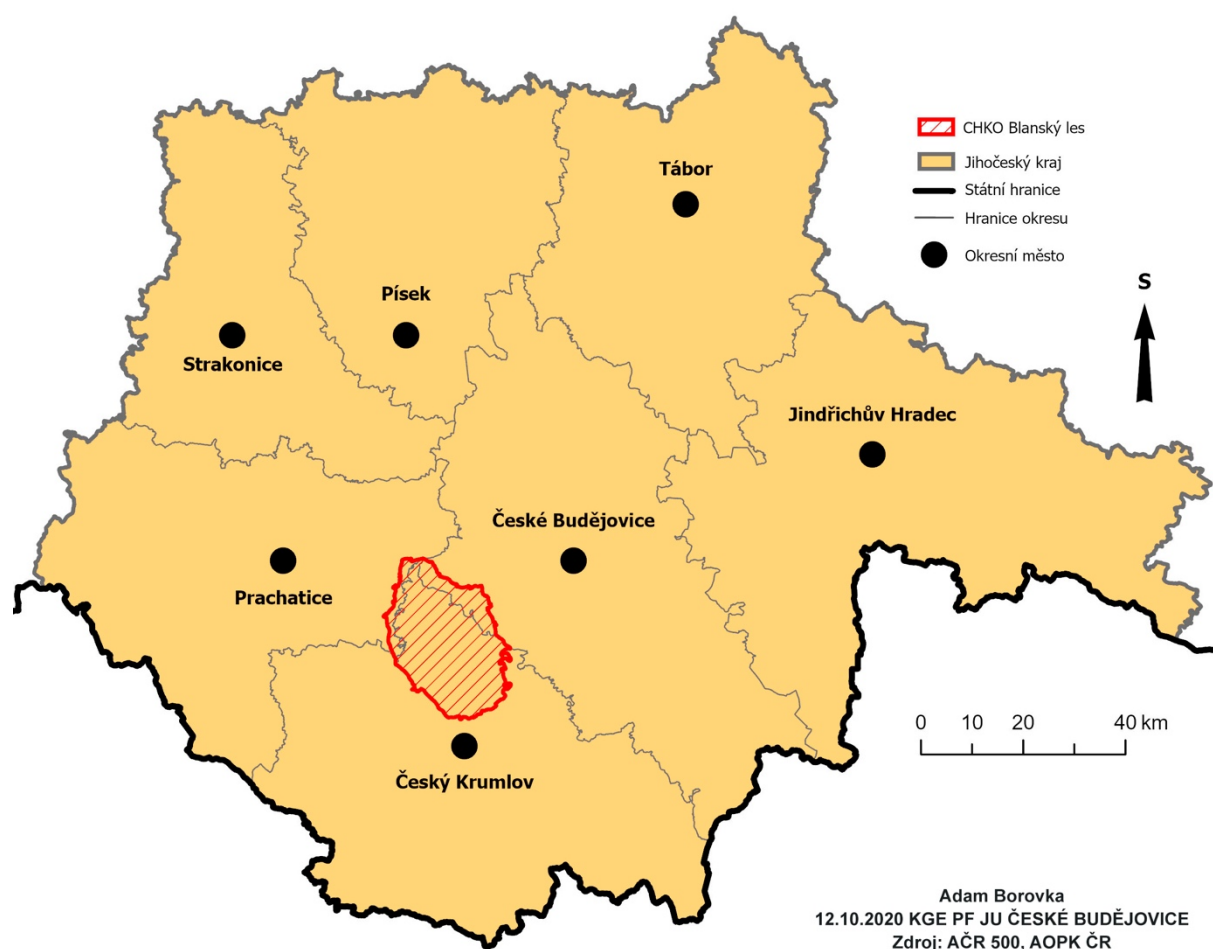 CHKO Blanský les
Jihočeský kraj
Státní hranice
Hranice okresu
Okresní město
Tábor
Písek
Strakonice
S
Jindřichův Hradec
České Budějovice
Prachatice
Český Krumlov
0 10 20 40 km
Adam Borovka
12.10.2020 KGE PF JU ČESKÉ BUDĚJOVICE
Zdroj: AČR 500, AOPK ČR